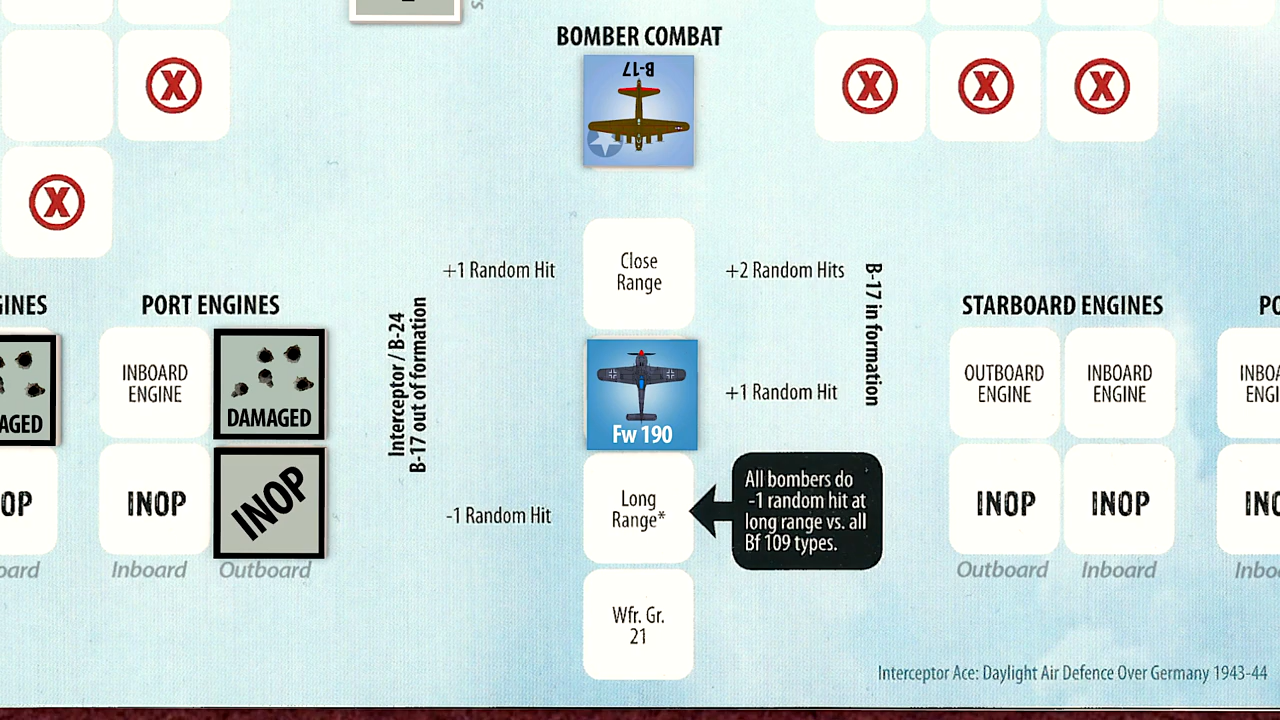 BOMBER COMBAT
B-17
X
X
X
X
X
Close
Range
+1 Random Hit
+2 Random Hits
Interceptor / B-24
B-17 out of formation
B-17 in formation
+1 Random Hit
Fw 190
Long
Range*
-1 Random Hit
All bombers do
-1 random hit at
long range vs. all
Bf 109 types.
Wfr. Gr.
21
GINES
AGED
OP
oard
PORT ENGINES
INBOARD
ENGINE
DAMAGED
INOP
INOP
Inboard
Outboard
STARBOARD ENGINES
OUTBOARD
ENGINE
INBOARD
ENGINE
INOP
INOP
Outboard
Inboard
PO
INBOA
ENGI
INO
Inboa
Interceptor Ace: Daylight Air Defence Over Germany 1943-44